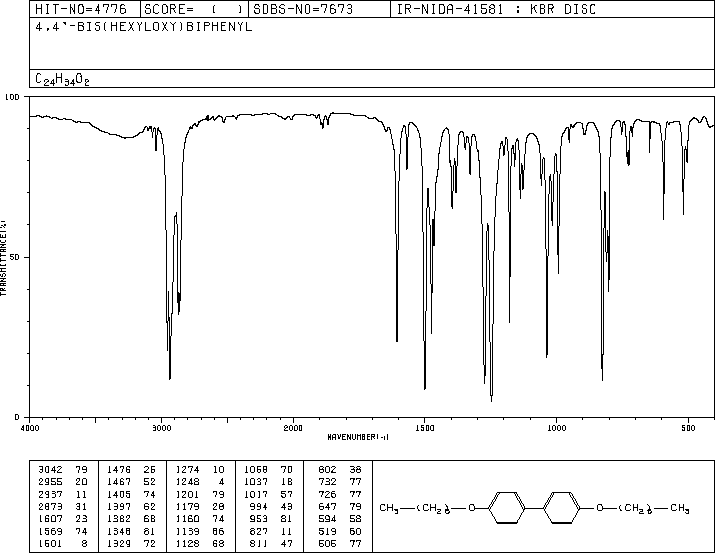 HIT-NO=4776 SCORE= ( ) SDBS-NO=7673 IR-NIDA-41581 : KBR DISC
4,4'-BIS(HEXYLOXY)BIPHENYL
C24H34O2
100
50
0
TRANSMITTANCE(%)
4000 3000 2000 1500 1000 500
WAVENUMBER(-1)
3042 79 1476 26 1274 10 1068 70 802 38
2955 20 1467 52 1248 4 1037 18 732 77
2937 11 1405 74 1201 79 1017 57 726 77
2873 31 1397 62 1179 28 994 43 647 79
1607 23 1382 68 1160 74 953 81 594 58
1569 74 1348 81 1139 66 827 11 519 60
1501 8 1329 72 1128 68 811 47 505 77
CH3 (CH2)5 O O (CH2)5 CH3